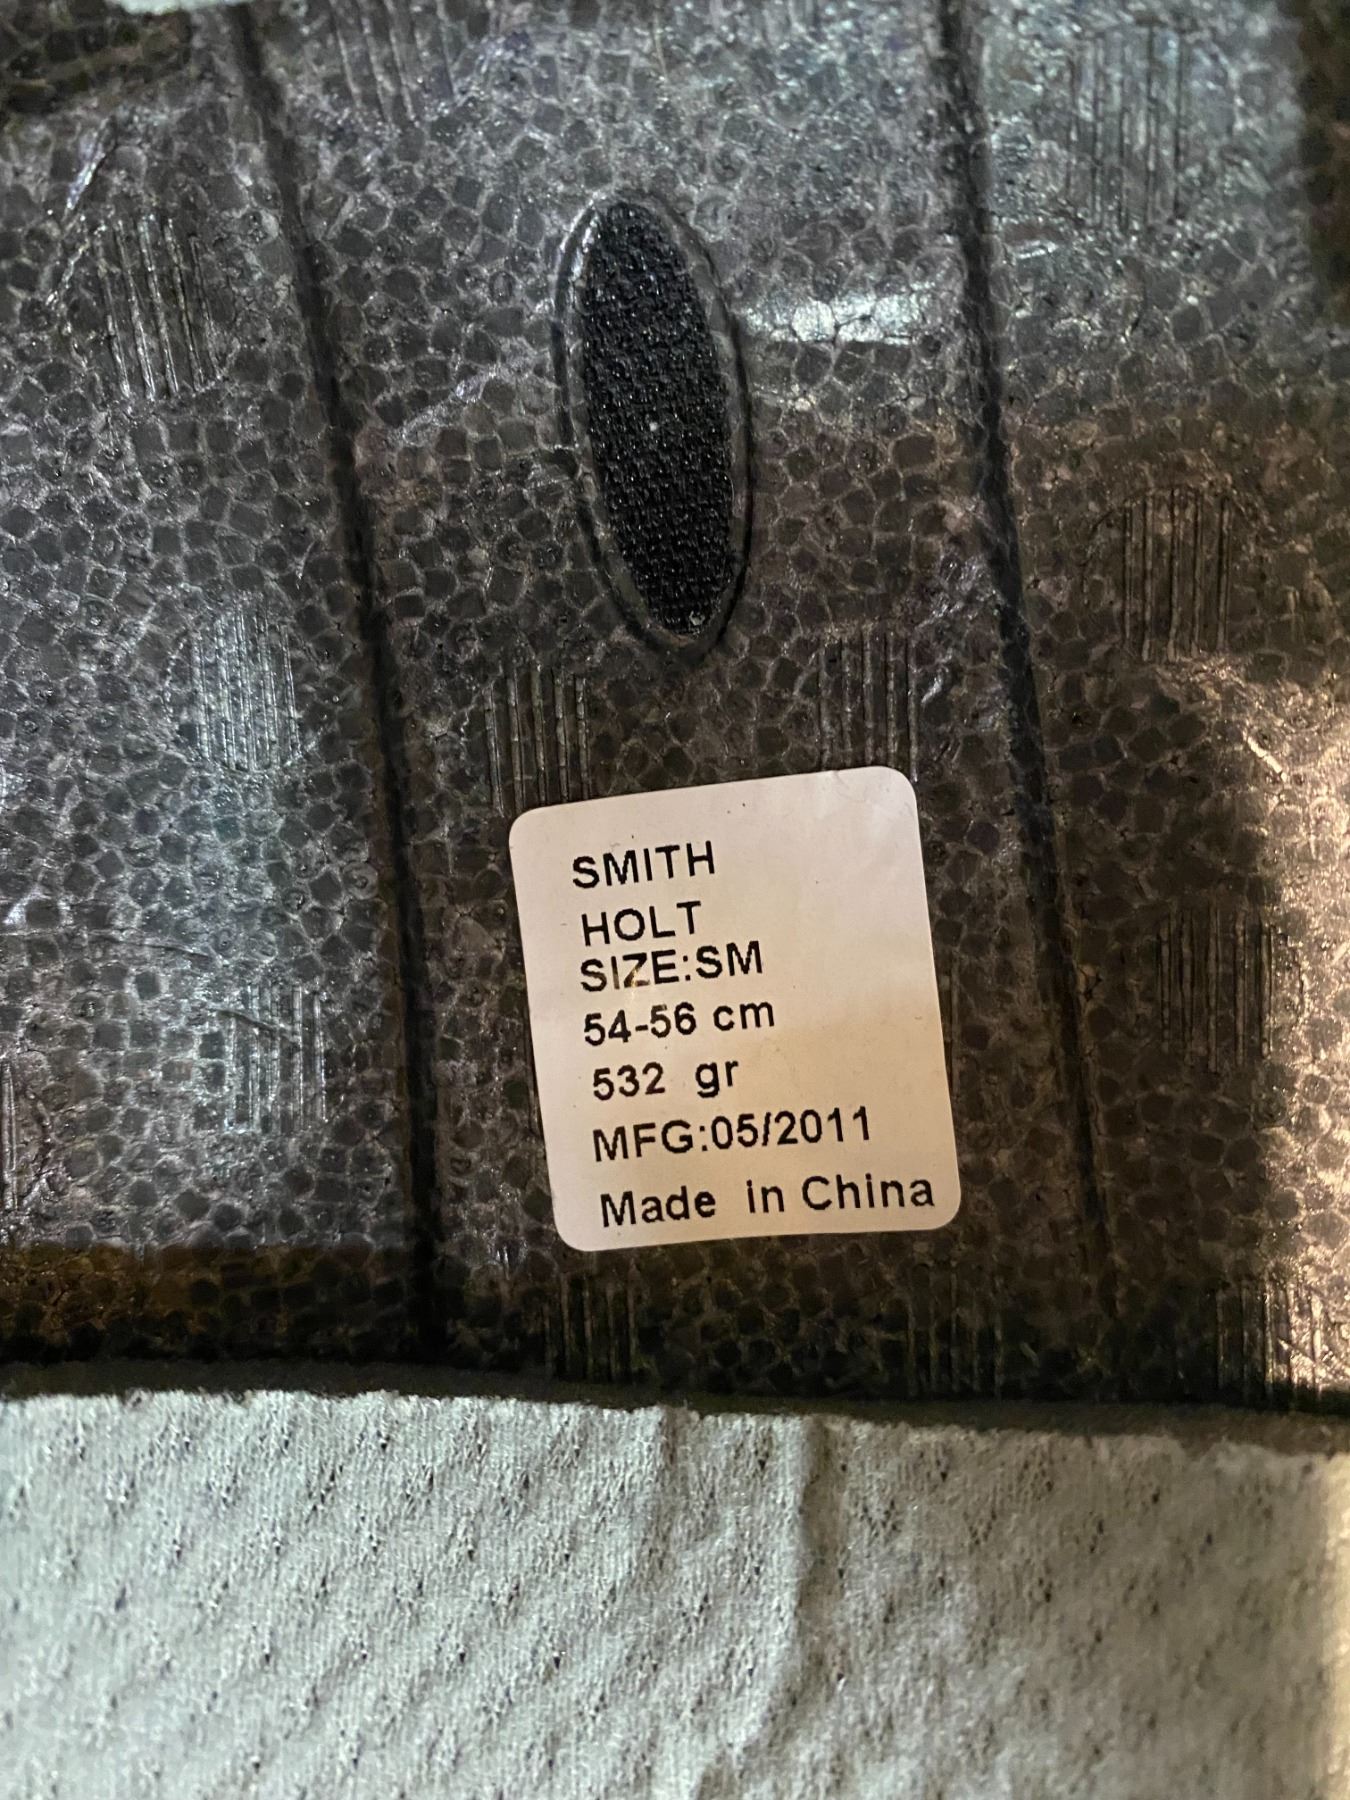 SMITH
HOLT
SIZE:SM
54-56 cm
532 gr
MFG:05/2011
Made in China